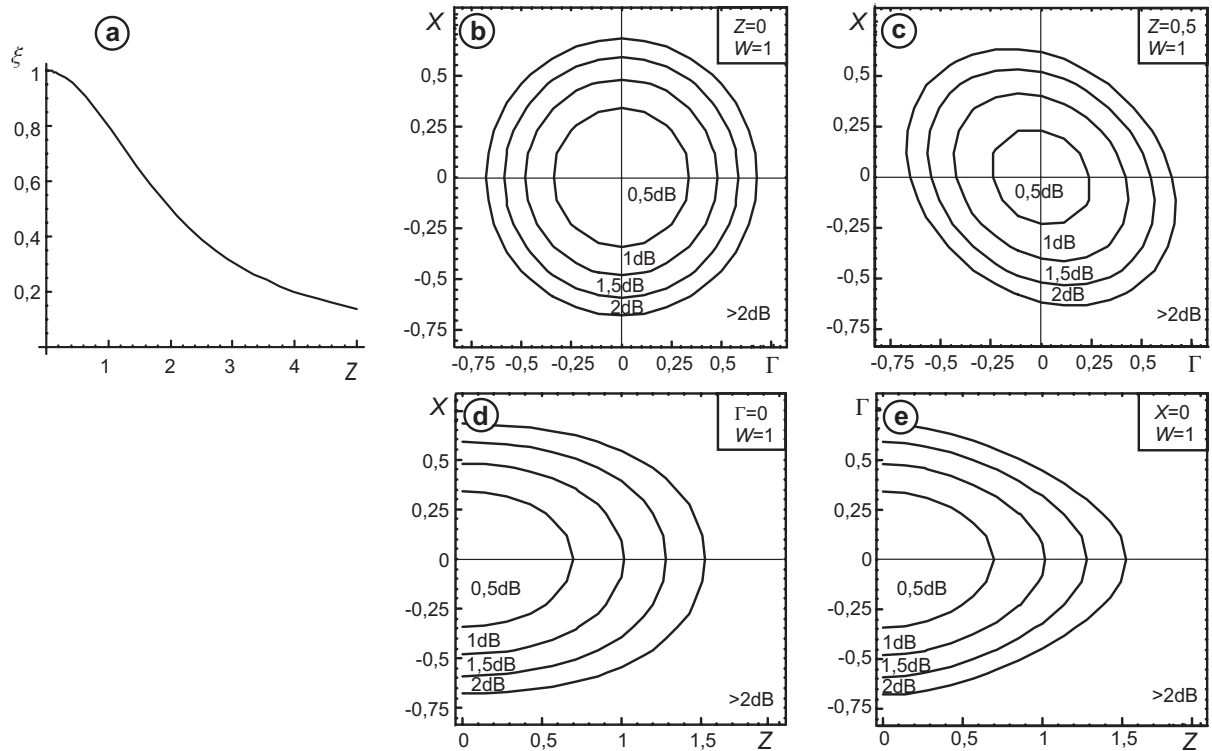 a
ξ
1
0,8
0,6
0,4
0,2
1 2 3 4 Z
b
X
Z=0
W=1
0,5
0,25
0
-0,25
-0,5
-0,75
0,5dB
1dB
1,5dB
2dB
>2dB
-0,75 -0,5 -0,25 0 0,25 Γ
c
X
Z=0,5
W=1
0,5
0,25
0
-0,25
-0,5
-0,75
0,5dB
1dB
1,5dB
2dB
>2dB
-0,75 -0,5 -0,25 0 0,25 Γ
d
X
Γ=0
W=1
0,5
0,25
0
-0,25
-0,5
-0,75
0,5dB
1dB
1,5dB
2dB
>2dB
0 0,5 1 1,5 Z
e
Γ
X=0
W=1
0,5
0,25
0
-0,25
-0,5
-0,75
0,5dB
1dB
1,5dB
2dB
>2dB
0 0,5 1 1,5 Z